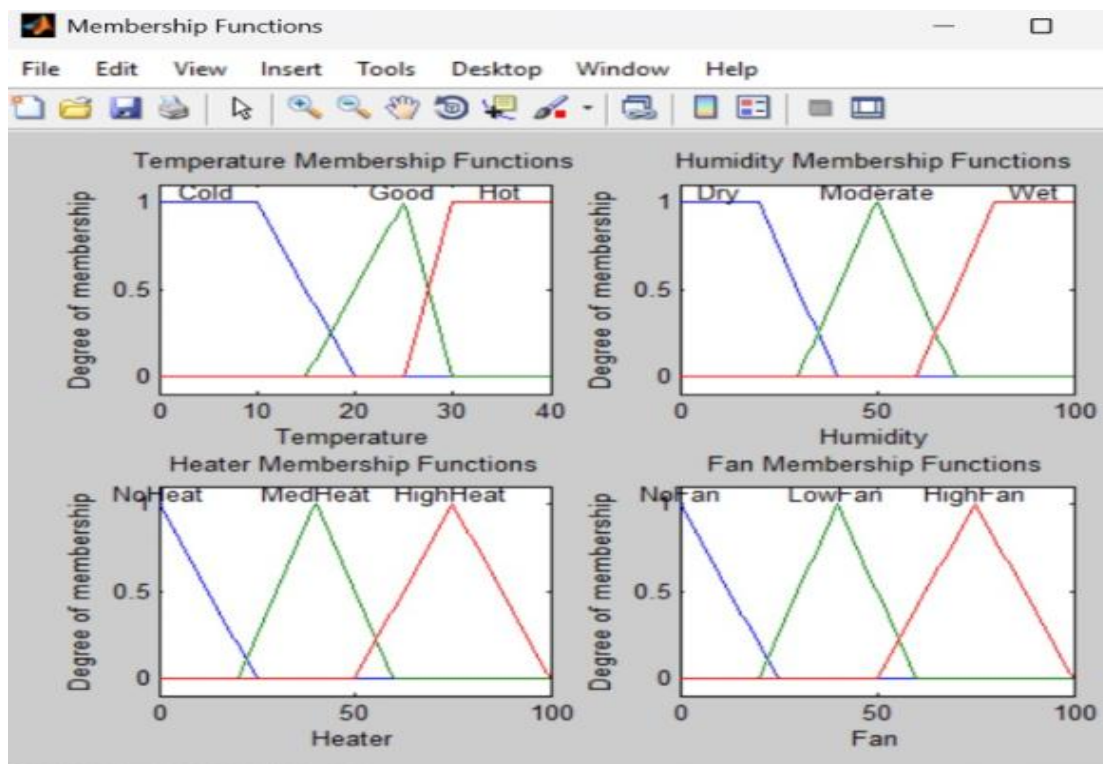 Membership Functions
File Edit View Insert Tools Desktop Window Help
Temperature Membership Functions
Cold Good Hot
1
0.5
0
Degree of membership
0 10 20 30 40
Temperature
Humidity Membership Functions
Dry Moderate Wet
1
0.5
0
Degree of membership
0 50 100
Humidity
Heater Membership Functions
NoHeat MedHeat HighHeat
1
0.5
0
Degree of membership
0 50 100
Heater
Fan Membership Functions
NoFan LowFan HighFan
1
0.5
0
Degree of membership
0 50 100
Fan